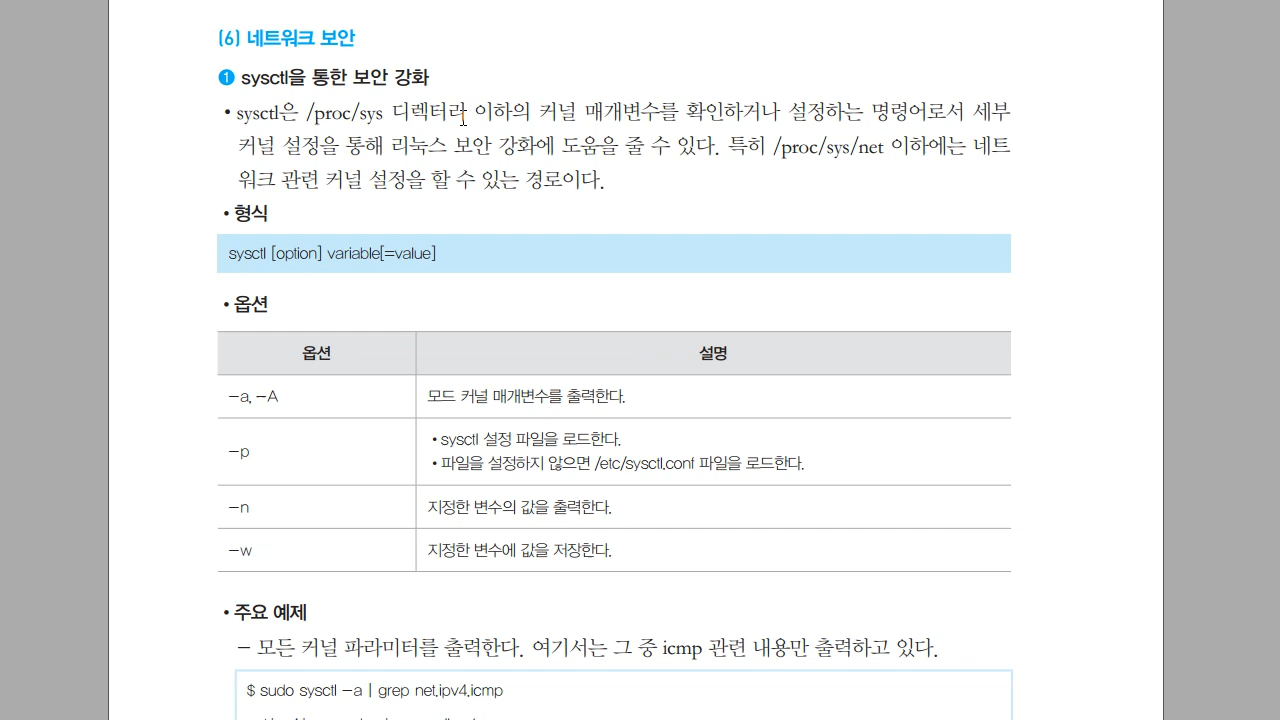 (6) 네트워크 보안
❶ sysctl을 통한 보안 강화
• sysctl은 /proc/sys 디렉터리 이하의 커널 매개변수를 확인하거나 설정하는 명령어로서 세부
커널 설정을 통해 리눅스 보안 강화에 도움을 줄 수 있다. 특히 /proc/sys/net 이하에는 네트
워크 관련 커널 설정을 할 수 있는 경로이다.
• 형식
sysctl [option] variable[=value]
• 옵션
옵션 설명
-a, -A 모드 커널 매개변수를 출력한다.
• sysctl 설정 파일을 로드한다.
-p
• 파일을 설정하지 않으면 /etc/sysctl.conf 파일을 로드한다.
-n 지정한 변수의 값을 출력한다.
-w 지정한 변수에 값을 저장한다.
• 주요 예제
- 모든 커널 파라미터를 출력한다. 여기서는 그 중 icmp 관련 내용만 출력하고 있다.
$ sudo sysctl -a | grep net.ipv4.icmp